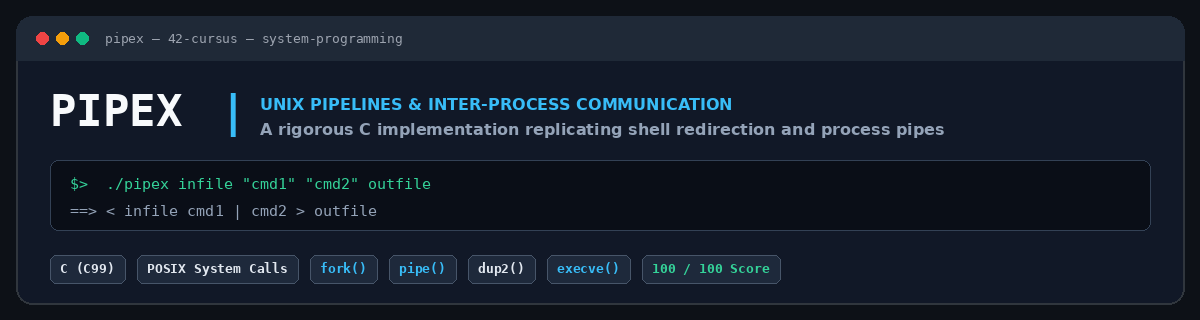 pipex — 42-cursus — system-programming
PIPEX | UNIX PIPELINES & INTER-PROCESS COMMUNICATION
A rigorous C implementation replicating shell redirection and process pipes
$> ./pipex infile "cmd1" "cmd2" outfile
==> < infile cmd1 | cmd2 > outfile
C (C99) POSIX System Calls fork() pipe() dup2() execve() 100 / 100 Score